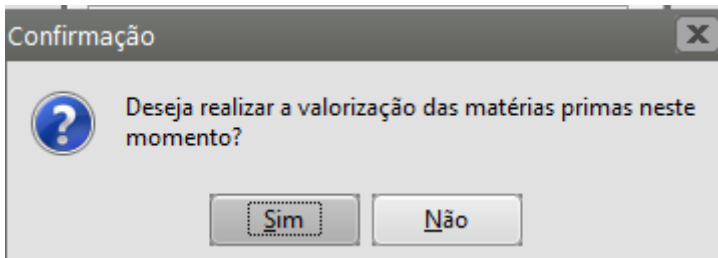 Confirmação
Deseja realizar a valorização das matérias primas neste
momento?
Sim
Não